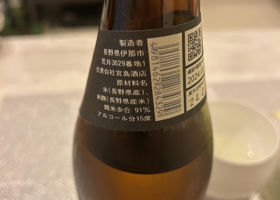 製造者
長野県伊那市
荒井3629番地1
合資会社宮島酒店
原材料名
米(長野県産)、
米麹(長野県産米)
精米歩合 91%
アルコール分15度